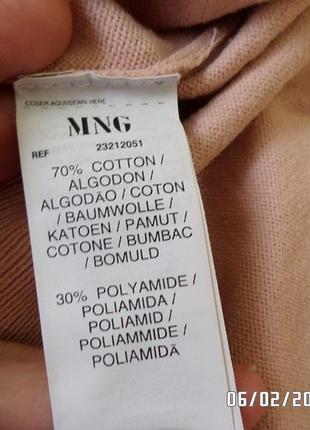 COSER AQUI/SEWN HERE
MNG
REF 23212051
70% COTTON /
ALGODON /
ALGODÃO / COTON
/ BAUMWOLLE /
KATOEN / PAMUT /
COTONE / BUMBAC
/ BOMULD
30% POLYAMIDE /
POLIAMIDA /
POLIAMID /
POLIAMMIDE /
POLIAMIDĂ
06/02/20